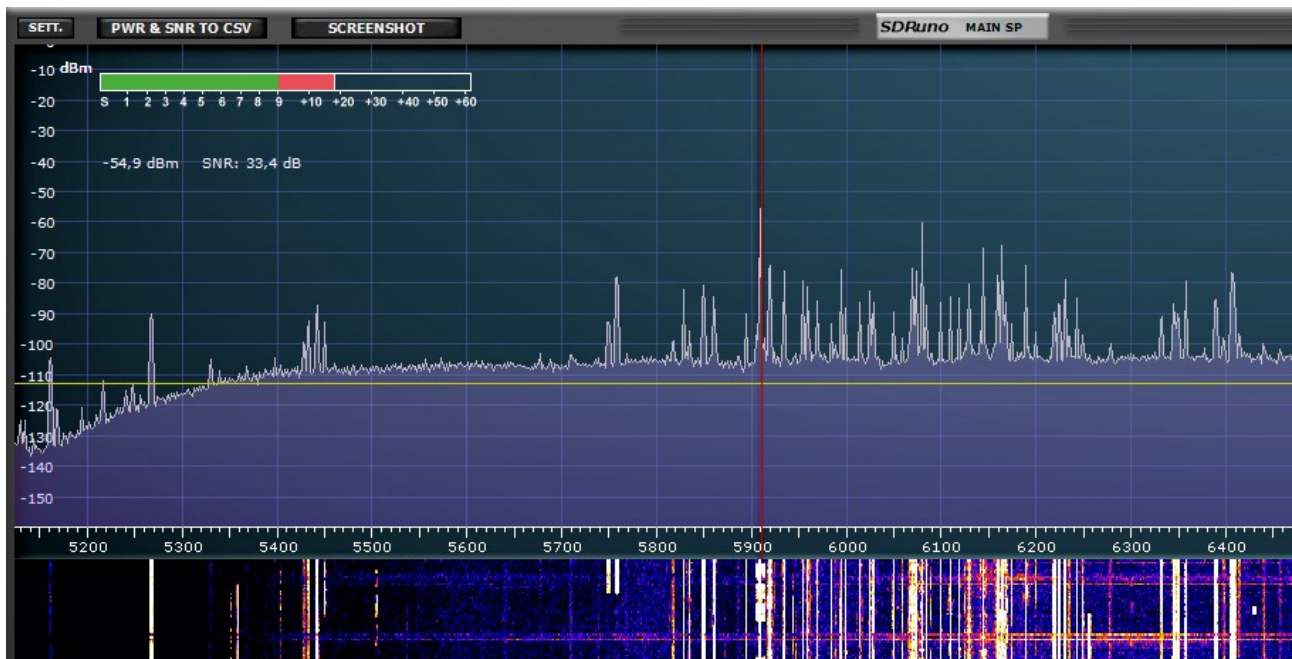 SETT. PWR & SNR TO CSV SCREENSHOT SDRuno MAIN SP
-10 dBm
S 1 2 3 4 5 6 7 8 9 +10 +20 +30 +40 +50 +60
-20
-30
-40 -54,9 dBm SNR: 33,4 dB
-50
-60
-70
-80
-90
-100
-110
-120
-130
-140
-150
5200 5300 5400 5500 5600 5700 5800 5900 6000 6100 6200 6300 6400